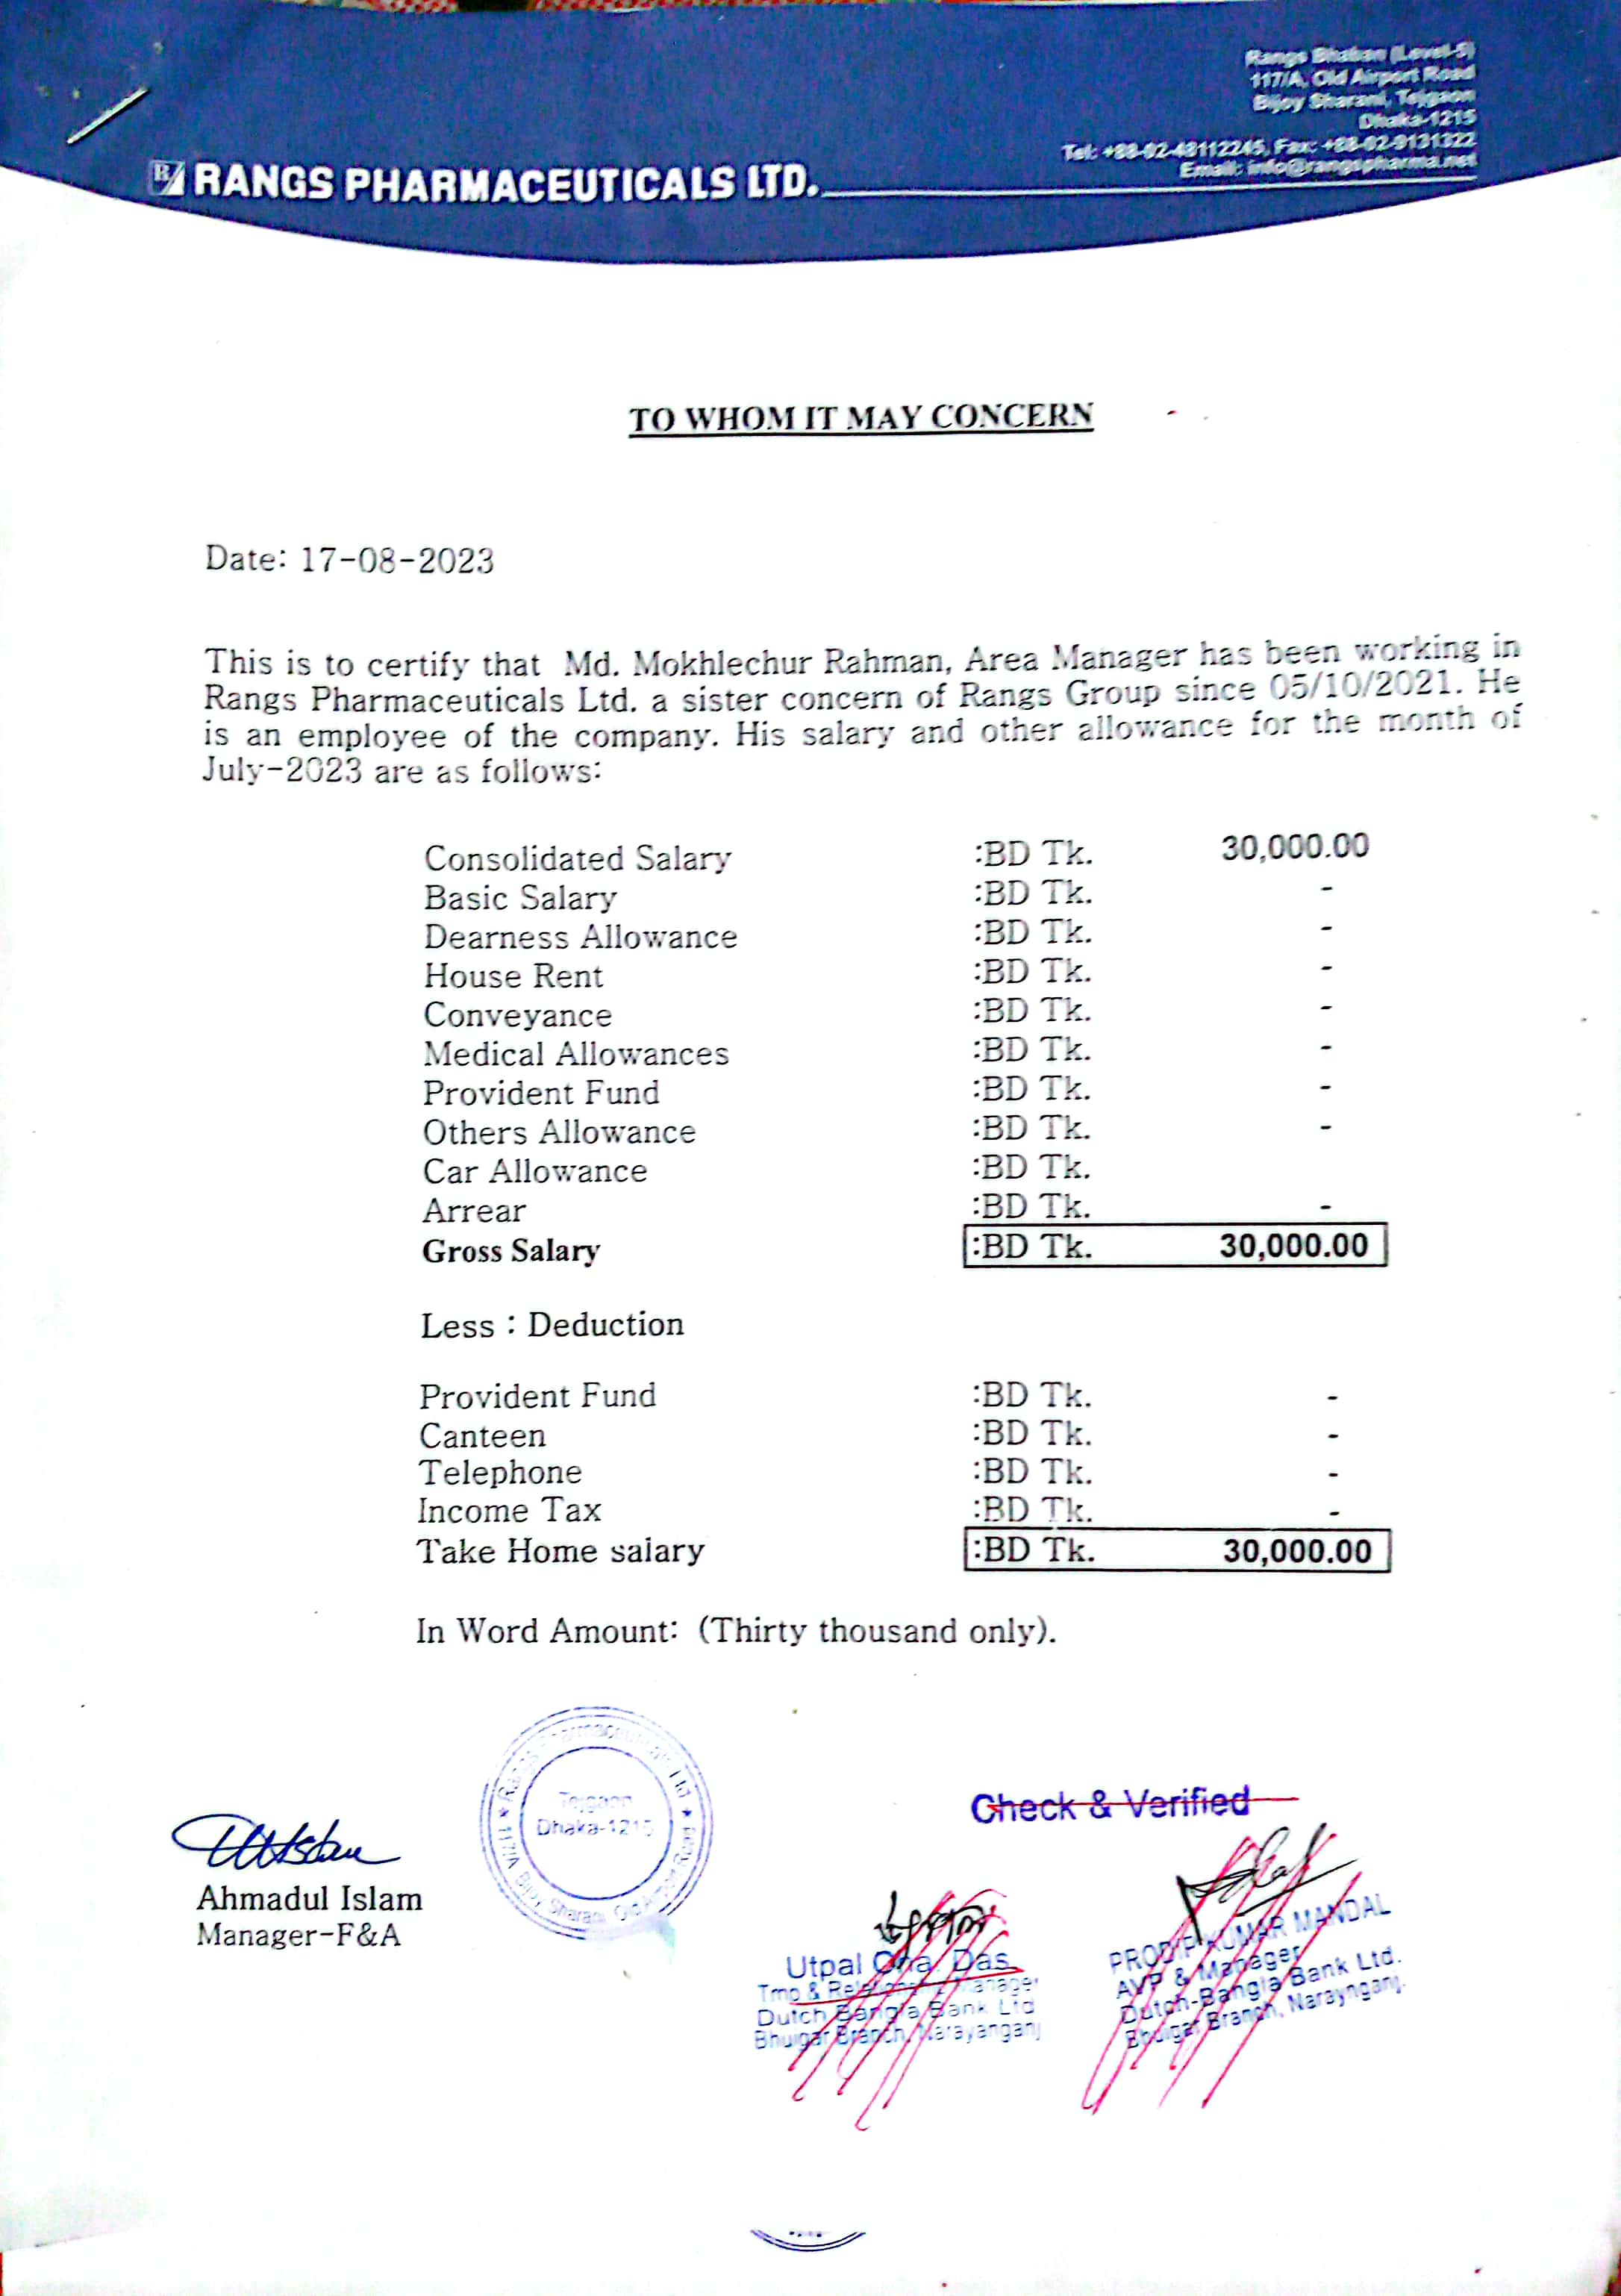 Rangs Bhaban (Level-5)
117/A, Old Airport Road
Bijoy Sharani, Tejgaon
Dhaka-1215
Tel: +88-02-48112245, Fax: +88-02-9131322
Email: info@rangspharma.net
RANGS PHARMACEUTICALS LTD.
TO WHOM IT MAY CONCERN
Date: 17-08-2023
This is to certify that Md. Mokhlechur Rahman, Area Manager has been working in
Rangs Pharmaceuticals Ltd. a sister concern of Rangs Group since 05/10/2021. He
is an employee of the company. His salary and other allowance for the month of
July-2023 are as follows:
Consolidated Salary :BD Tk. 30,000.00
Basic Salary :BD Tk. -
Dearness Allowance :BD Tk. -
House Rent :BD Tk. -
Conveyance :BD Tk. -
Medical Allowances :BD Tk. -
Provident Fund :BD Tk. -
Others Allowance :BD Tk. -
Car Allowance :BD Tk.
Arrear :BD Tk. -
Gross Salary :BD Tk. 30,000.00
Less : Deduction
Provident Fund :BD Tk. -
Canteen :BD Tk. -
Telephone :BD Tk. -
Income Tax :BD Tk. -
Take Home salary :BD Tk. 30,000.00
In Word Amount: (Thirty thousand only).
Rangs Pharmaceuticals Ltd
117/A Bijoy Sharani Old Airport Road
Tejgaon
Dhaka-1215
Check & Verified
Ahmadul Islam
Manager-F&A
Utpal Cha. Das
Tmo & Relationship Manager
Dutch Bangla Bank Ltd
Bhuigar Branch, Narayanganj
PRODIP KUMAR MANDAL
AVP & Manager
Dutch-Bangla Bank Ltd.
Bhuigar Branch, Naraynganj.